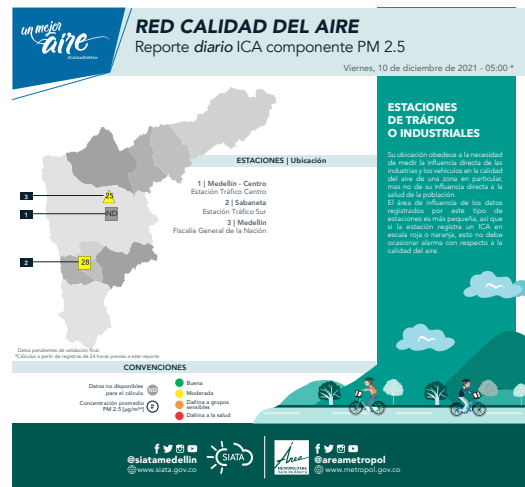 un mejor
aire
#CalidadDelAire
RED CALIDAD DEL AIRE
Reporte diario ICA componente PM 2.5
Viernes, 10 de diciembre de 2021 - 05:00 *
ESTACIONES | Ubicación
1 | Medellín - Centro
Estación Tráfico Centro
2 | Sabaneta
Estación Tráfico Sur
3 | Medellín
Fiscalía General de la Nación
3
25
1
ND
2
28
ESTACIONES
DE TRÁFICO
O INDUSTRIALES
Su ubicación obedece a la necesidad
de medir la influencia directa de las
industrias y los vehículos en la calidad
del aire de una zona en particular,
mas no de su influencia directa a la
salud de la población.
El área de influencia de los datos
registrados por este tipo de
estaciones es más pequeña, así que
si la estación registra un ICA en
escala roja o naranja, esto no debe
ocasionar alarma con respecto a la
calidad del aire.
Datos pendientes de validación final.
*Cálculos a partir de registros de 24 horas previas a este reporte
CONVENCIONES
Datos no disponibles
para el cálculo
ND
Concentración promedio
PM 2.5 [µg/m³*]
#
Buena
Moderada
Dañina a grupos
sensibles
Dañina a la salud
@siatamedellin
www.siata.gov.co
SIATA
Área
METROPOLITANA
Valle de Aburrá
@areametropol
www.metropol.gov.co